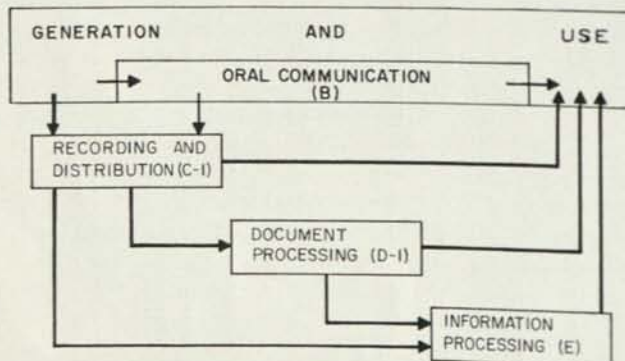 GENERATION AND USE
ORAL COMMUNICATION
(B)
RECORDING AND
DISTRIBUTION (C-I)
DOCUMENT
PROCESSING (D-I)
INFORMATION
PROCESSING (E)